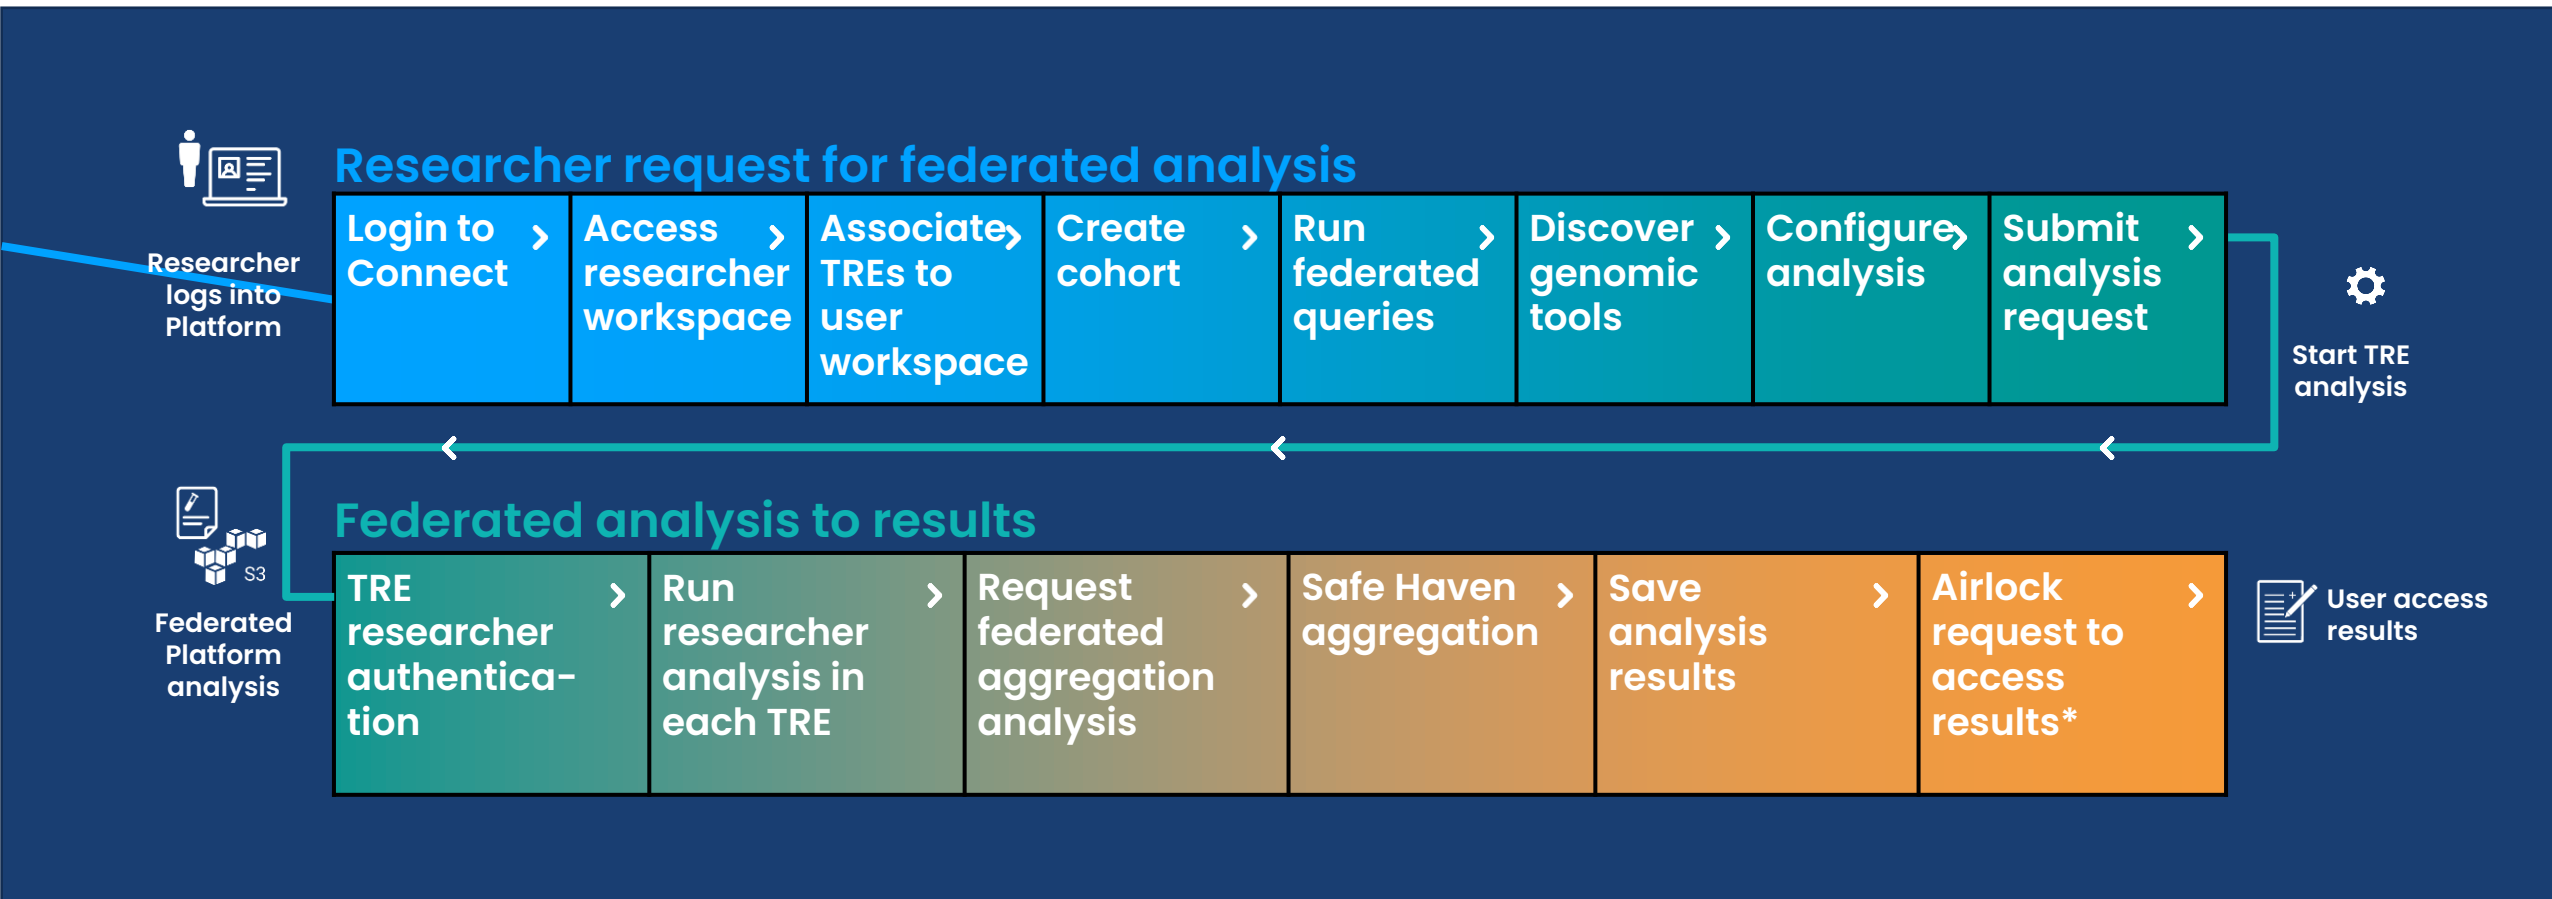 Researcher request for federated analysis
Researcher
logs into
Platform
Login to
Connect
Access
researcher
workspace
Associate
TREs to
user
workspace
Create
cohort
Run
federated
queries
Discover
genomic
tools
Configure
analysis
Submit
analysis
request
Start TRE
analysis
Federated analysis to results
S3
Federated
Platform
analysis
TRE
researcher
authentica-
tion
Run
researcher
analysis in
each TRE
Request
federated
aggregation
analysis
Safe Haven
aggregation
Save
analysis
results
Airlock
request to
access
results*
User access
results